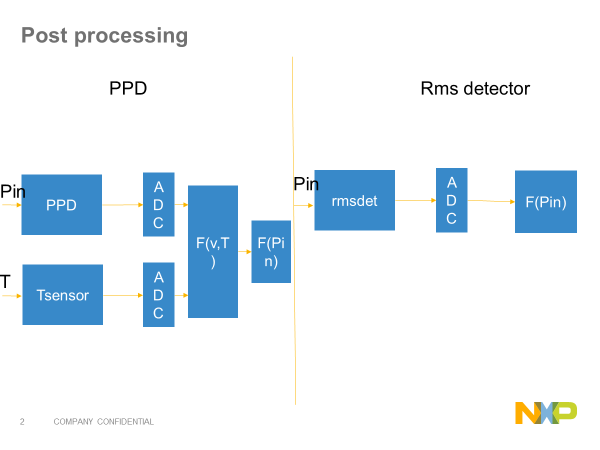 Post processing
PPD
Rms detector
Pin
PPD
A
D
C
F(v,T
)
F(Pi
n)
T
Tsensor
A
D
C
Pin
rmsdet
A
D
C
F(Pin)
2 COMPANY CONFIDENTIAL
NXP